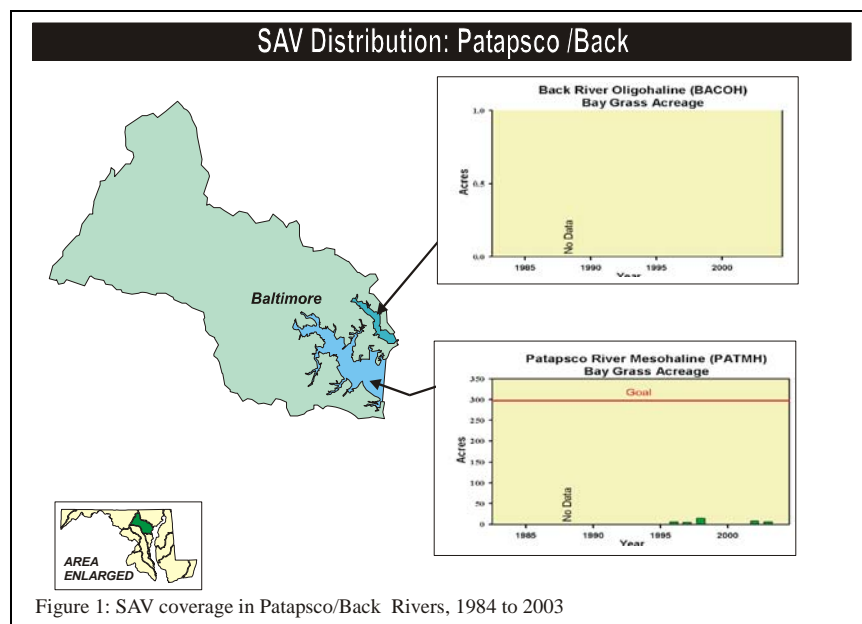 SAV Distribution: Patapsco /Back
Back River Oligohaline (BACOH)
Bay Grass Acreage
1.0
0.5
0.0
Acres
No Data
1985
1990
1995
2000
Year
Baltimore
Patapsco River Mesohaline (PATMH)
Bay Grass Acreage
350
300
250
200
150
100
50
0
Acres
Goal
No Data
1985
1990
1995
2000
Year
AREA
ENLARGED
Figure 1: SAV coverage in Patapsco/Back Rivers, 1984 to 2003